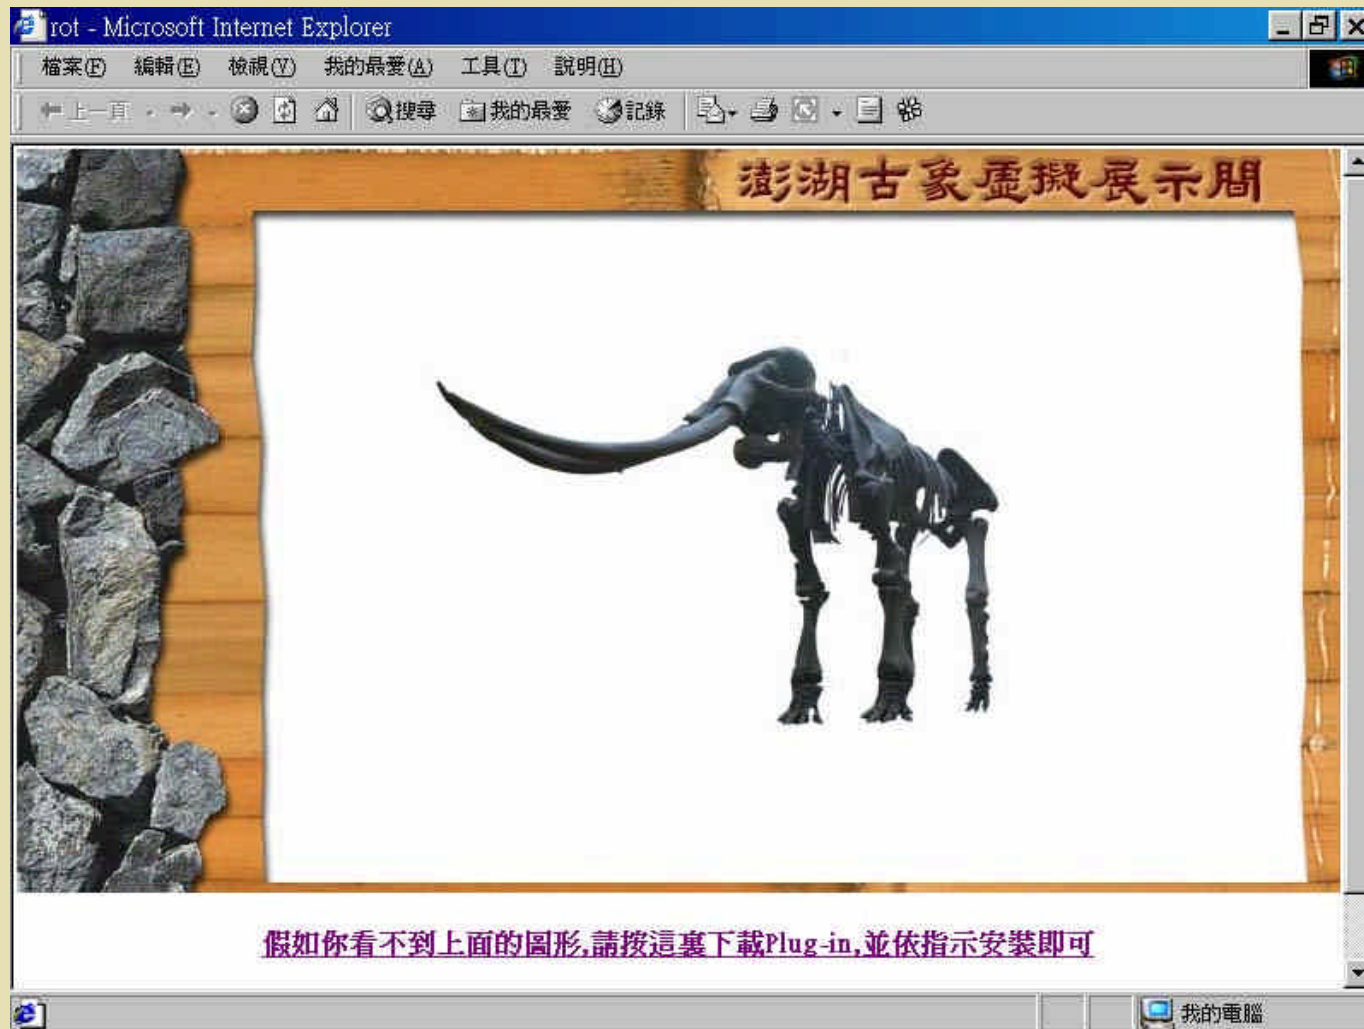 rot - Microsoft Internet Explorer
檔案(F) 編輯(E) 檢視(V) 我的最愛(A) 工具(T) 說明(H)
上一頁 搜尋 我的最愛 記錄
澎湖古象虛擬展示間
假如你看不到上面的圖形,請按這裏下載Plug-in,並依指示安裝即可
我的電腦